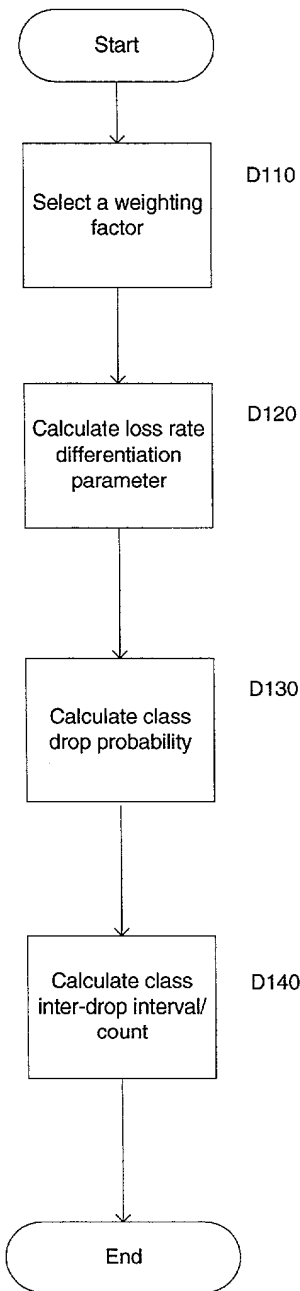 Start
D110
Select a weighting
factor
D120
Calculate loss rate
differentiation
parameter
D130
Calculate class
drop probability
D140
Calculate class
inter-drop interval/
count
End